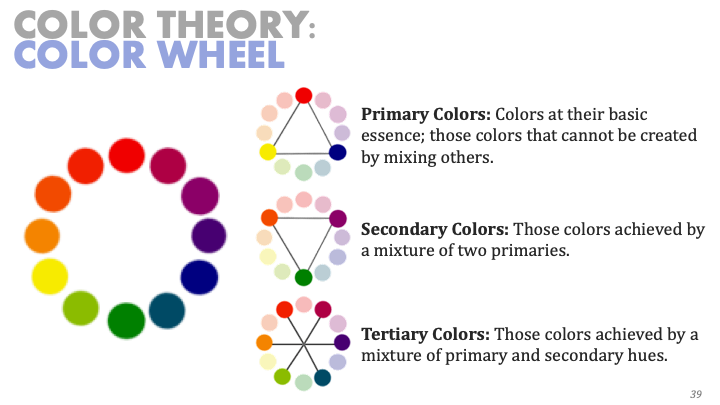 COLOR THEORY:
COLOR WHEEL
Primary Colors: Colors at their basic
essence; those colors that cannot be created
by mixing others.
Secondary Colors: Those colors achieved by
a mixture of two primaries.
Tertiary Colors: Those colors achieved by a
mixture of primary and secondary hues.
39